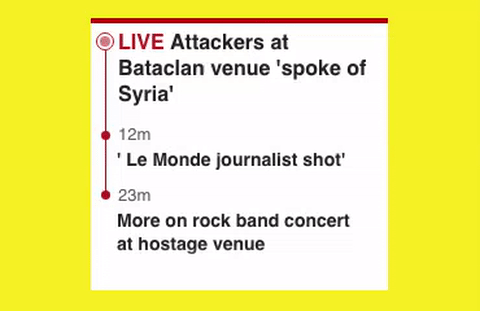 LIVE Attackers at
Bataclan venue 'spoke of
Syria'
12m
' Le Monde journalist shot'
23m
More on rock band concert
at hostage venue